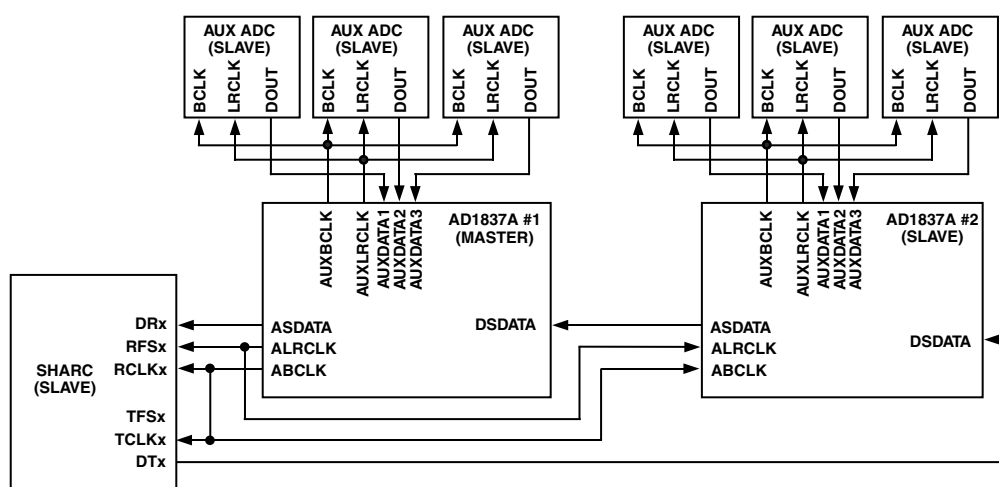 AUX ADC
(SLAVE)
BCLK
LRCLK
DOUT
AUX ADC
(SLAVE)
BCLK
LRCLK
DOUT
AUX ADC
(SLAVE)
BCLK
LRCLK
DOUT
AUX ADC
(SLAVE)
BCLK
LRCLK
DOUT
AUX ADC
(SLAVE)
BCLK
LRCLK
DOUT
AUX ADC
(SLAVE)
BCLK
LRCLK
DOUT
AD1837A #1
(MASTER)
AUXBCLK
AUXLRCLK
AUXDATA1
AUXDATA2
AUXDATA3
ASDATA
ALRCLK
ABCLK
DSDATA
AD1837A #2
(SLAVE)
AUXBCLK
AUXLRCLK
AUXDATA1
AUXDATA2
AUXDATA3
ASDATA
ALRCLK
ABCLK
DSDATA
SHARC
(SLAVE)
DRx
RFSx
RCLKx
TFSx
TCLKx
DTx